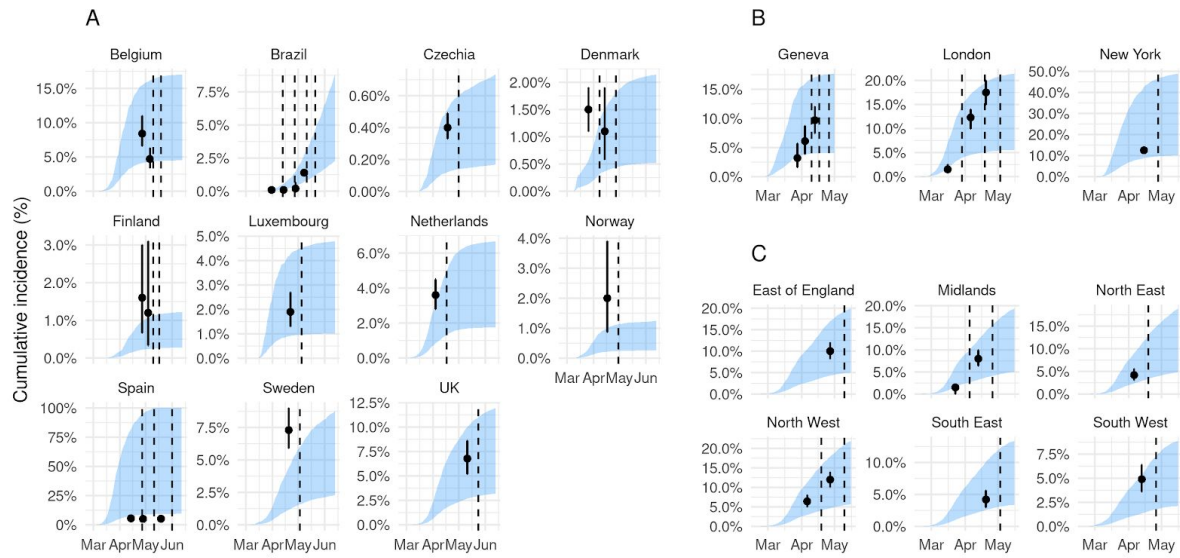 A
B
Cumulative incidence (%)
Belgium
Brazil
Czechia
Denmark
15.0%
10.0%
5.0%
0.0%
7.5%
5.0%
2.5%
0.0%
0.60%
0.40%
0.20%
0.00%
2.00%
1.50%
1.00%
0.50%
0.00%
Finland
Luxembourg
Netherlands
Norway
3.0%
2.0%
1.0%
0.0%
5.0%
4.0%
3.0%
2.0%
1.0%
0.0%
6.0%
4.0%
2.0%
0.0%
4.0%
3.0%
2.0%
1.0%
0.0%
Mar Apr May Jun
Spain
Sweden
UK
100%
75%
50%
25%
0%
7.5%
5.0%
2.5%
0.0%
12.5%
10.0%
7.5%
5.0%
2.5%
0.0%
Mar Apr May Jun
Mar Apr May Jun
Mar Apr May Jun
Geneva
London
New York
15.0%
10.0%
5.0%
0.0%
20.0%
15.0%
10.0%
5.0%
0.0%
50.0%
40.0%
30.0%
20.0%
10.0%
0.0%
Mar Apr May
Mar Apr May
Mar Apr May
C
East of England
Midlands
North East
20.0%
15.0%
10.0%
5.0%
0.0%
20.0%
15.0%
10.0%
5.0%
0.0%
15.0%
10.0%
5.0%
0.0%
North West
South East
South West
20.0%
15.0%
10.0%
5.0%
0.0%
10.0%
5.0%
0.0%
7.5%
5.0%
2.5%
0.0%
Mar Apr May
Mar Apr May
Mar Apr May